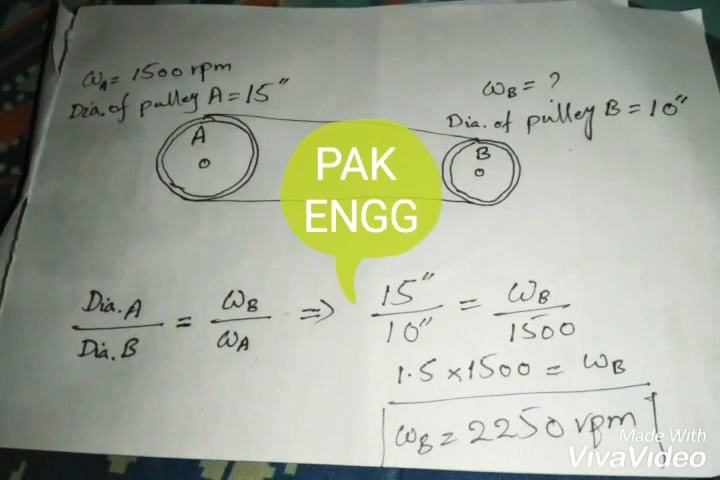 ωA = 1500 rpm
Dia. of pulley A = 15"
ωB = ?
Dia. of pulley B = 10"
A
B
PAK
ENGG
Dia. A / Dia. B = ωB / ωA => 15" / 10" = ωB / 1500
1.5 x 1500 = ωB
ωB = 2250 rpm
Made With
VivaVideo